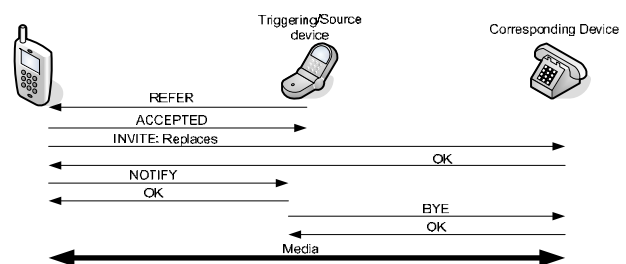 Triggering/Source
device
Corresponding Device
REFER
ACCEPTED
INVITE: Replaces
OK
NOTIFY
OK
BYE
OK
Media